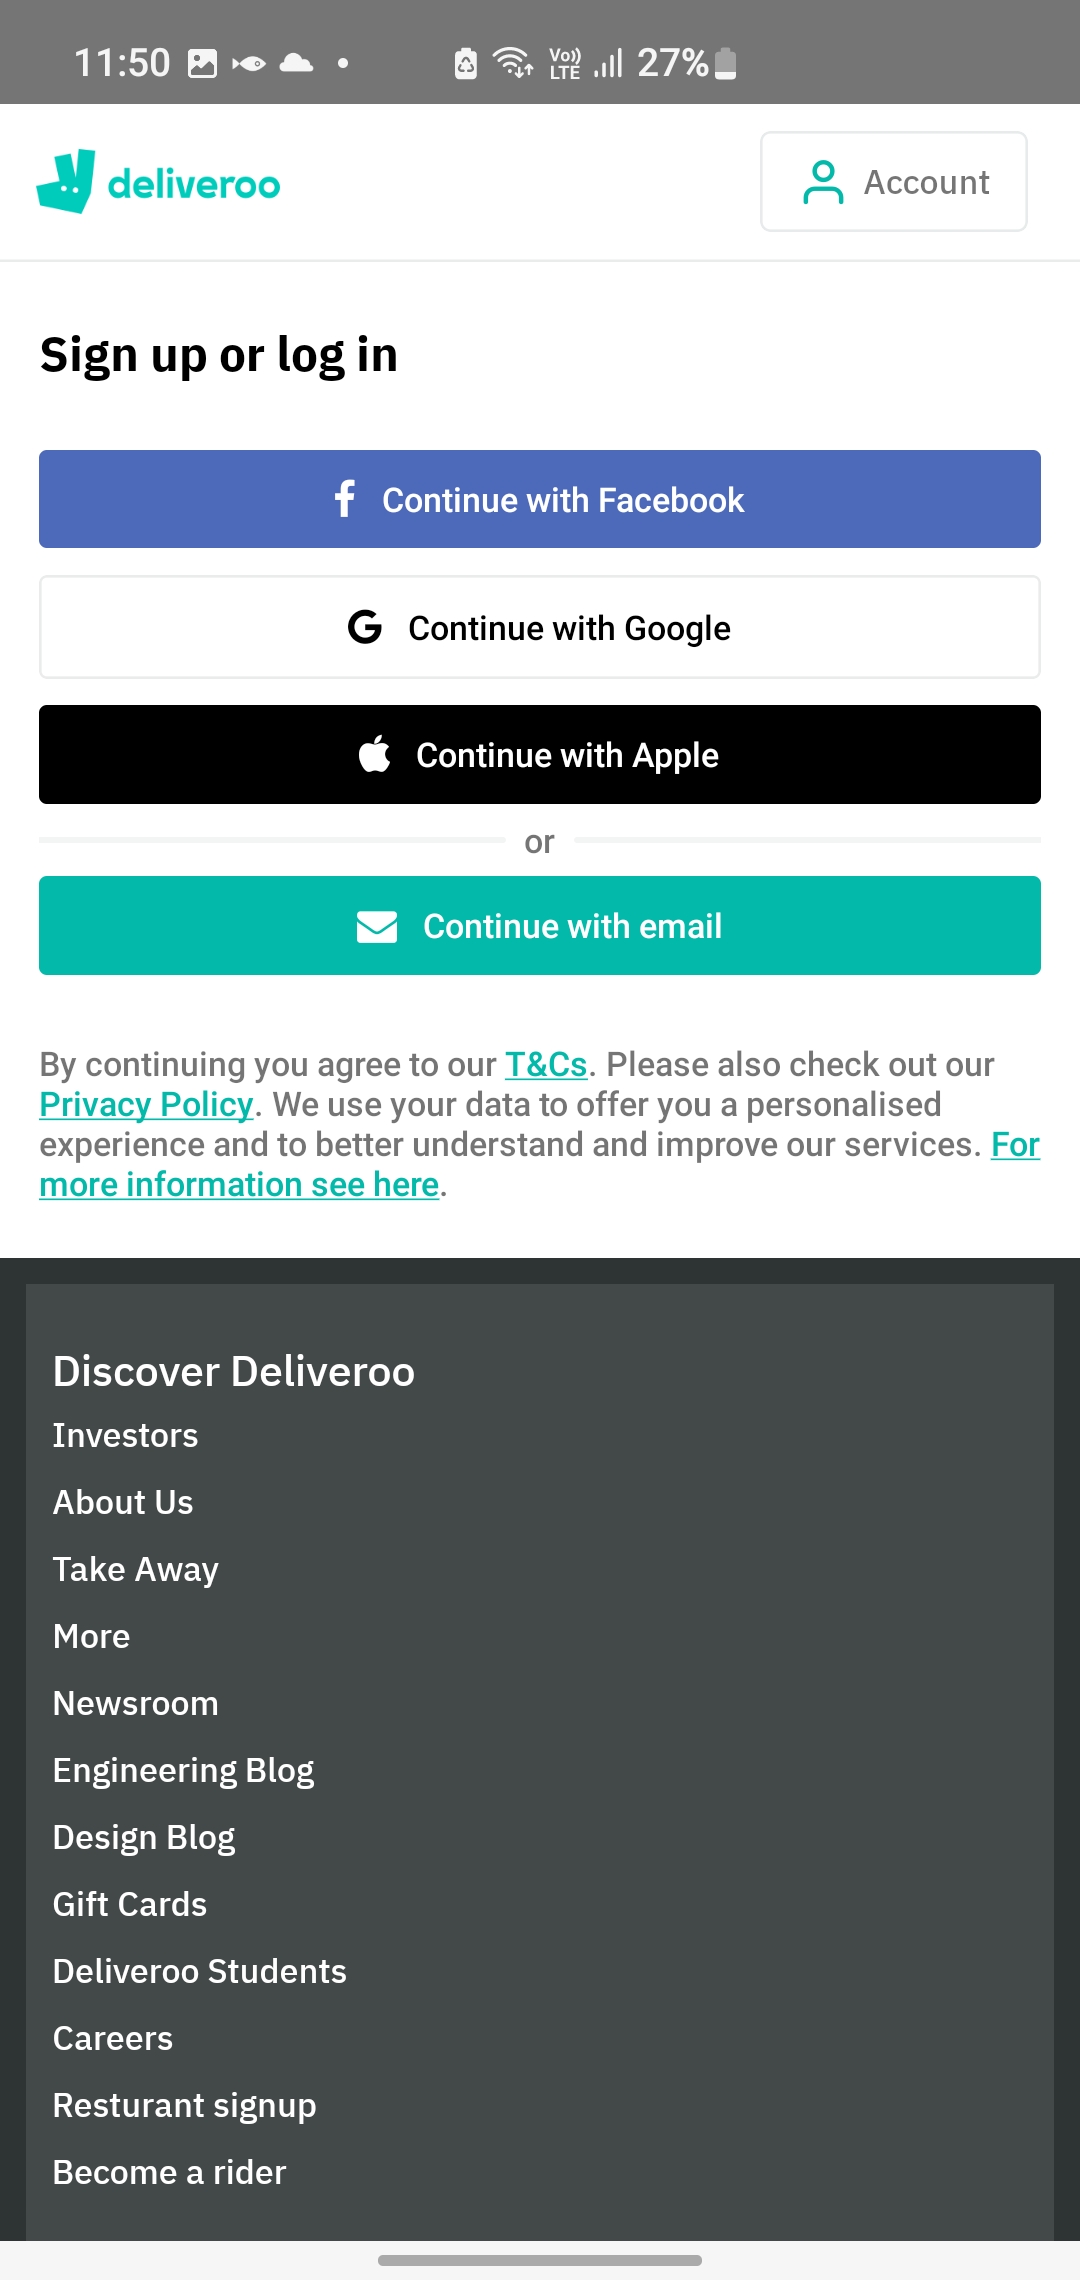 11:50 Vo)) LTE 27%
deliveroo
Account
Sign up or log in
Continue with Facebook
Continue with Google
Continue with Apple
or
Continue with email
By continuing you agree to our T&Cs. Please also check out our
Privacy Policy. We use your data to offer you a personalised
experience and to better understand and improve our services. For
more information see here.
Discover Deliveroo
Investors
About Us
Take Away
More
Newsroom
Engineering Blog
Design Blog
Gift Cards
Deliveroo Students
Careers
Resturant signup
Become a rider